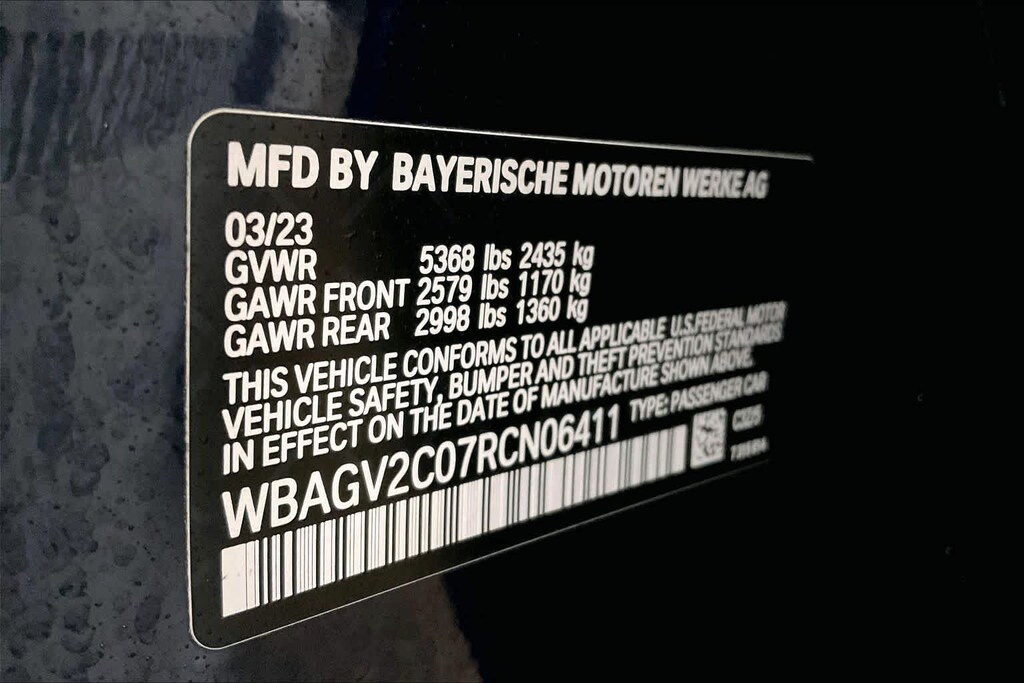 MFD BY BAYERISCHE MOTOREN WERKE AG
03/23
GVWR 5368 lbs 2435 kg
GAWR FRONT 2579 lbs 1170 kg
GAWR REAR 2998 lbs 1360 kg
THIS VEHICLE CONFORMS TO ALL APPLICABLE U.S.FEDERAL MOTOR
VEHICLE SAFETY, BUMPER AND THEFT PREVENTION STANDARDS
IN EFFECT ON THE DATE OF MANUFACTURE SHOWN ABOVE.
WBAGV2C07RCN06411 TYPE: PASSENGER CAR